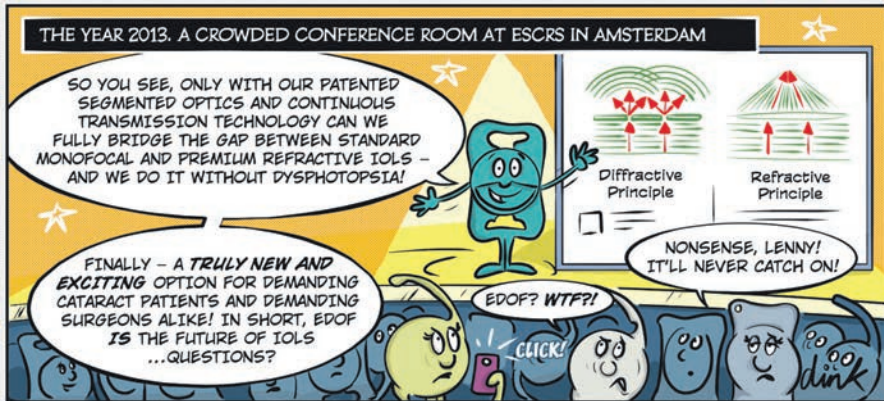 THE YEAR 2013. A CROWDED CONFERENCE ROOM AT ESCRS IN AMSTERDAM
SO YOU SEE, ONLY WITH OUR PATENTED
SEGMENTED OPTICS AND CONTINUOUS
TRANSMISSION TECHNOLOGY CAN WE
FULLY BRIDGE THE GAP BETWEEN STANDARD
MONOFOCAL AND PREMIUM REFRACTIVE IOLS –
AND WE DO IT WITHOUT DYSPHOTOPSIA!
Diffractive
Principle
Refractive
Principle
FINALLY – A TRULY NEW AND
EXCITING OPTION FOR DEMANDING
CATARACT PATIENTS AND DEMANDING
SURGEONS ALIKE! IN SHORT, EDOF
IS THE FUTURE OF IOLS
...QUESTIONS?
EDOF? WTF?!
CLICK!
NONSENSE, LENNY!
IT'LL NEVER CATCH ON!
dink